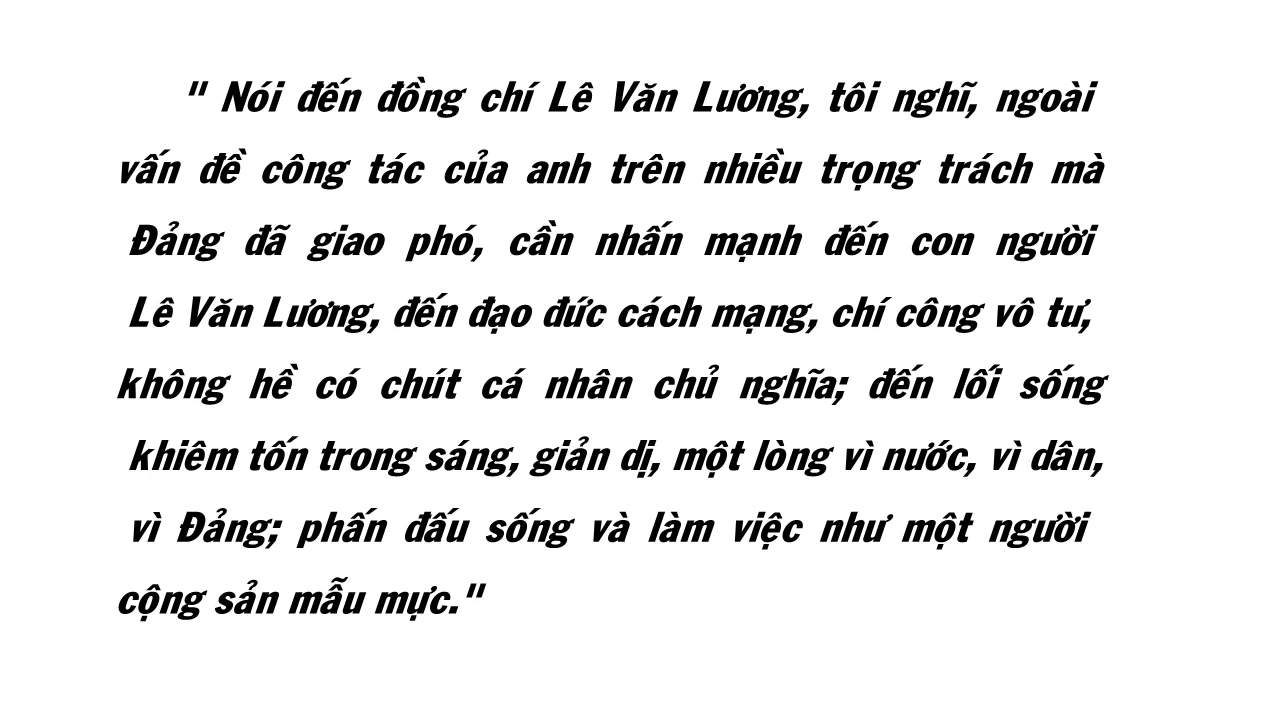 " Nói đến đồng chí Lê Văn Lương, tôi nghĩ, ngoài
vấn đề công tác của anh trên nhiều trọng trách mà
Đảng đã giao phó, cần nhấn mạnh đến con người
Lê Văn Lương, đến đạo đức cách mạng, chí công vô tư,
không hề có chút cá nhân chủ nghĩa; đến lối sống
khiêm tốn trong sáng, giản dị, một lòng vì nước, vì dân,
vì Đảng; phấn đấu sống và làm việc như một người
cộng sản mẫu mực."